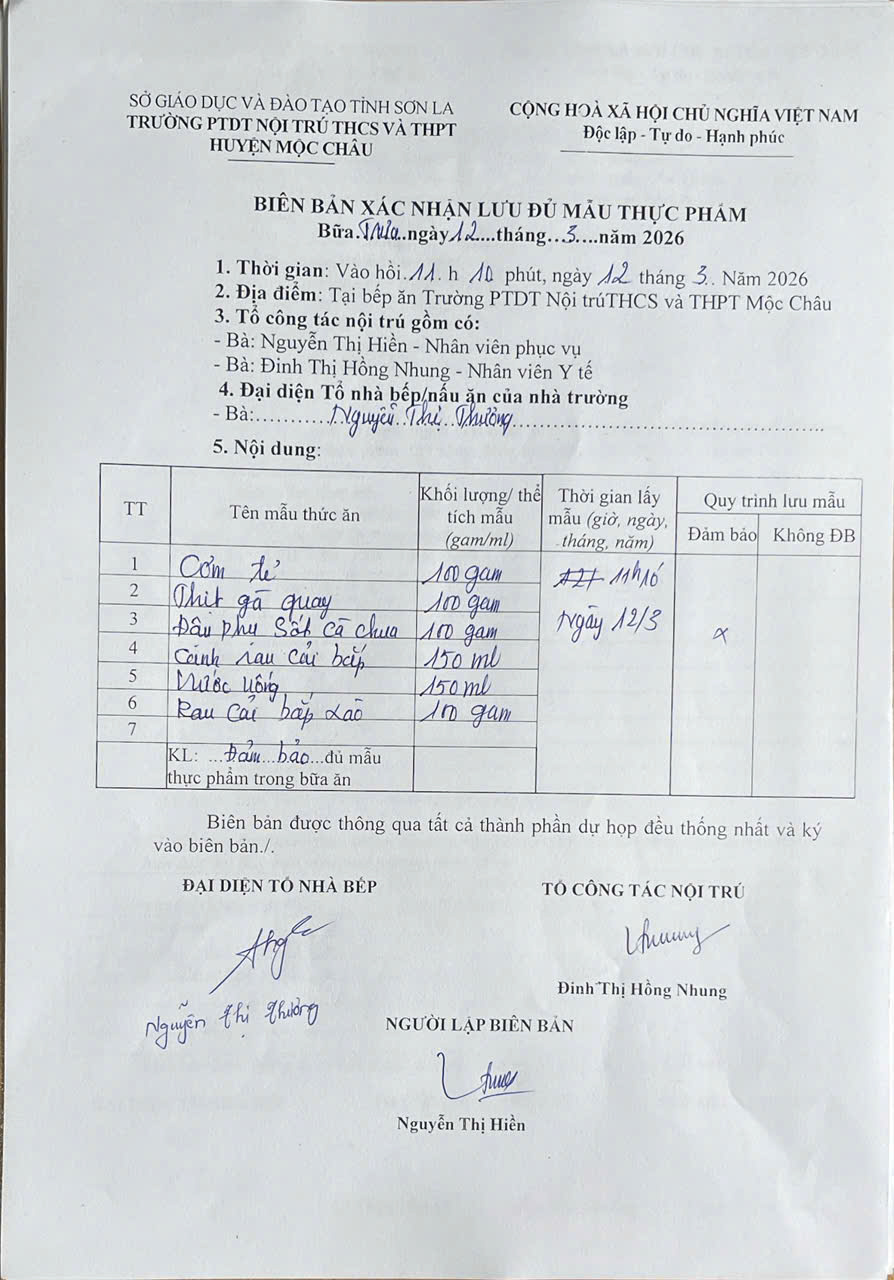 SỞ GIÁO DỤC VÀ ĐÀO TẠO TỈNH SƠN LA
TRƯỜNG PTDT NỘI TRÚ THCS VÀ THPT
HUYỆN MỘC CHÂU
CỘNG HOÀ XÃ HỘI CHỦ NGHĨA VIỆT NAM
Độc lập - Tự do - Hạnh phúc
BIÊN BẢN XÁC NHẬN LƯU ĐỦ MẪU THỰC PHẨM
Bữa.Trưa..ngày12....tháng...3....năm 2026
1. Thời gian: Vào hồi.11. h 10 phút, ngày 12 tháng 3. Năm 2026
2. Địa điểm: Tại bếp ăn Trường PTDT Nội trúTHCS và THPT Mộc Châu
3. Tổ công tác nội trú gồm có:
- Bà: Nguyễn Thị Hiền - Nhân viên phục vụ
- Bà: Đinh Thị Hồng Nhung - Nhân viên Y tế
4. Đại diện Tổ nhà bếp/nấu ăn của nhà trường
- Bà:...........Nguyễn..Thị..Thưởng..................................................
5. Nội dung:
TT Tên mẫu thức ăn Khối lượng/ thể tích mẫu (gam/ml) Thời gian lấy mẫu (giờ, ngày, tháng, năm) Quy trình lưu mẫu
Đảm bảo Không ĐB
1 Cơm tẻ 100 gam 11h10
2 Thịt gà quay 100 gam Ngày 12/3
3 Đậu phụ sốt cà chua 100 gam x
4 Canh rau cải bắp 150 ml
5 Nước uống 150 ml
6 Rau cải bắp xào 100 gam
7
KL: ...Đảm...bảo...đủ mẫu
thực phẩm trong bữa ăn
Biên bản được thông qua tất cả thành phần dự họp đều thống nhất và ký
vào biên bản./.
ĐẠI DIỆN TỔ NHÀ BẾP
TỔ CÔNG TÁC NỘI TRÚ
Đinh Thị Hồng Nhung
Nguyễn Thị Thưởng
NGƯỜI LẬP BIÊN BẢN
Nguyễn Thị Hiền